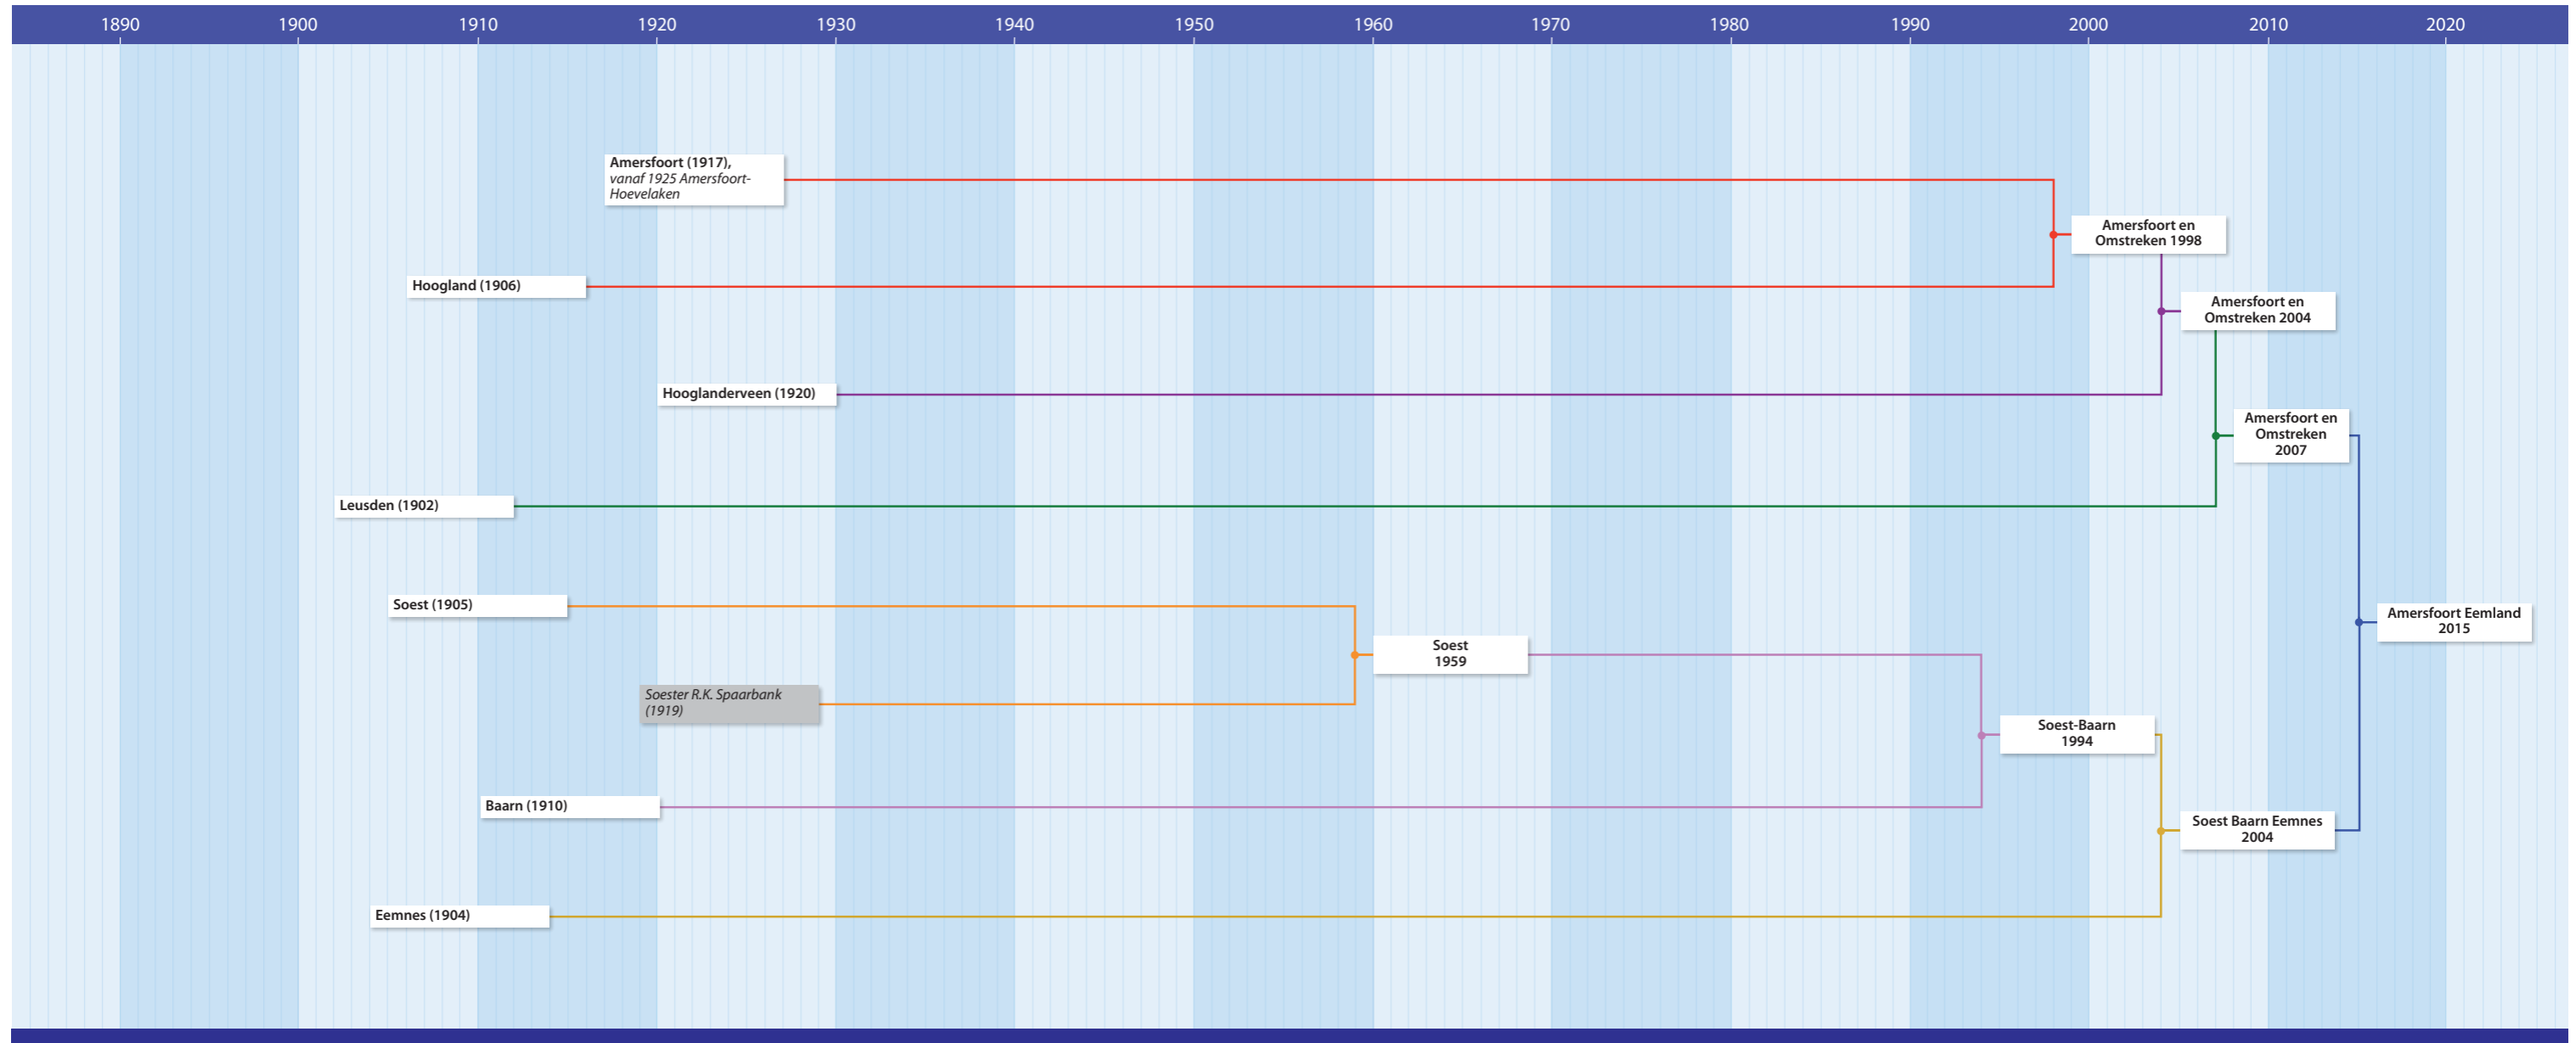 1890 1900 1910 1920 1930 1940 1950 1960 1970 1980 1990 2000 2010 2020
Amersfoort (1917),
vanaf 1925 Amersfoort-
Hoevelaken
Amersfoort en
Omstreken 1998
Hoogland (1906)
Amersfoort en
Omstreken 2004
Hooglanderveen (1920)
Amersfoort en
Omstreken
2007
Leusden (1902)
Soest (1905)
Amersfoort Eemland
2015
Soest
1959
Soester R.K. Spaarbank
(1919)
Soest-Baarn
1994
Baarn (1910)
Soest Baarn Eemnes
2004
Eemnes (1904)